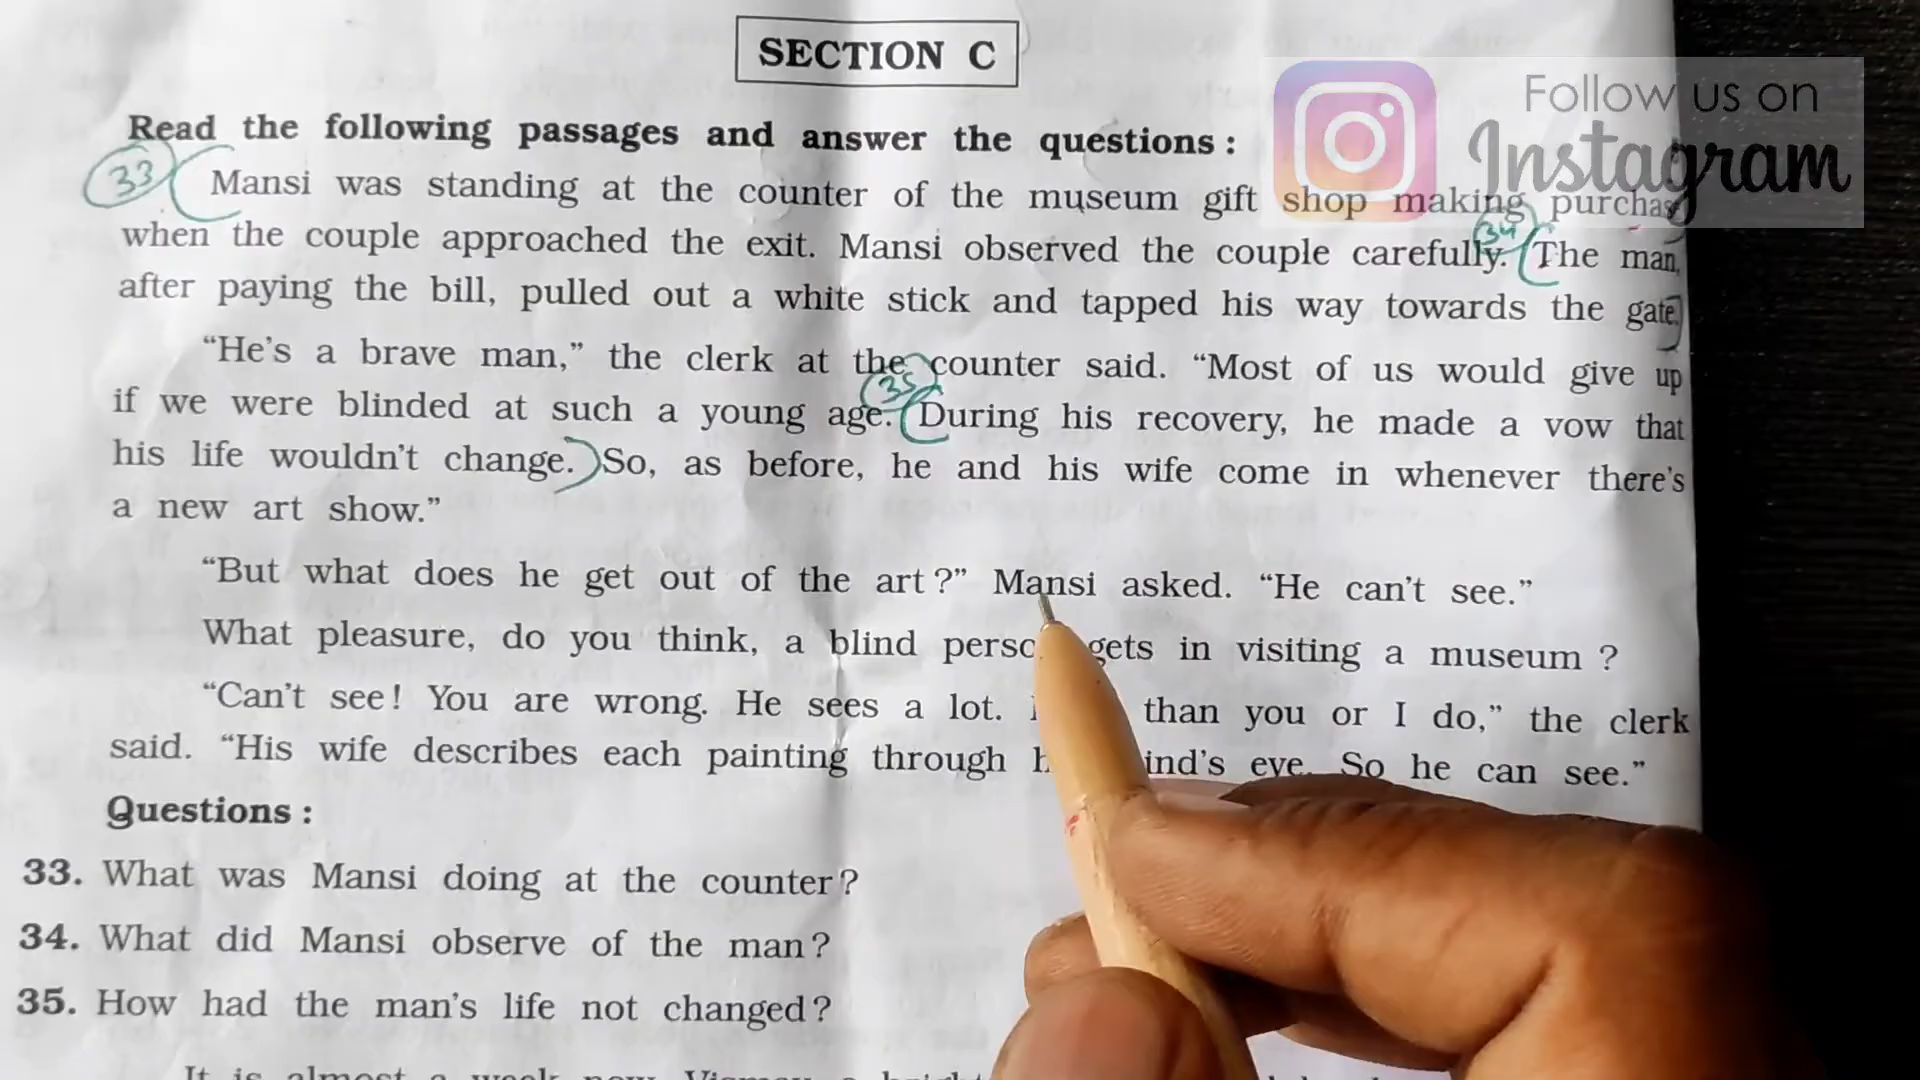 SECTION C
Follow us on
Instagram
Read the following passages and answer the questions :
33 Mansi was standing at the counter of the museum gift shop making
when the couple approached the exit. Mansi observed the couple carefully. 34 The man,
after paying the bill, pulled out a white stick and tapped his way towards the gate.
“He's a brave man,” the clerk at the counter said. “Most of us would give up
if we were blinded at such a young age. 35 During his recovery, he made a vow that
his life wouldn't change. So, as before, he and his wife come in whenever there's
a new art show.”
“But what does he get out of the art ?” Mansi asked. “He can't see.”
What pleasure, do you think, a blind gets in visiting a museum ?
“Can't see ! You are wrong. He sees a lot. than you or I do,” the clerk
said. “His wife describes each painting through eye. So he can see.”
Questions :
33. What was Mansi doing at the counter ?
34. What did Mansi observe of the man ?
35. How had the man's life not changed ?
It is almost a week now